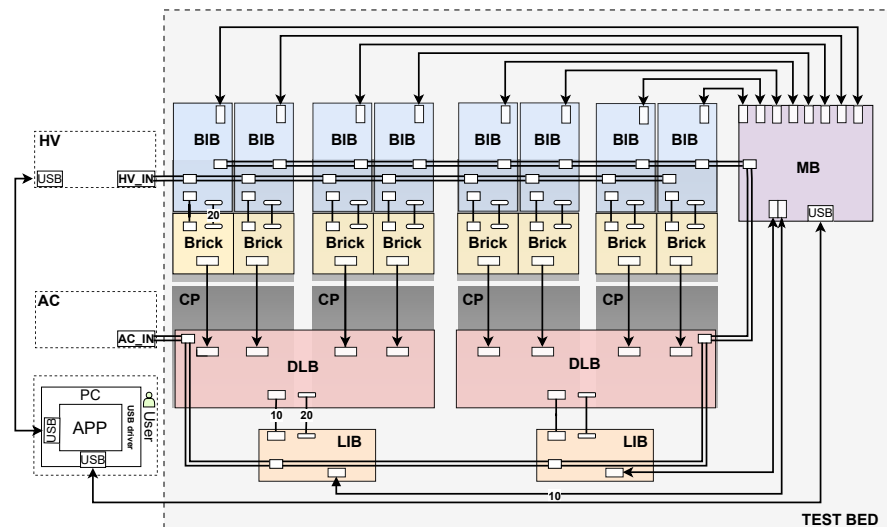 HV
USB
HV_IN
BIB
BIB
BIB
BIB
BIB
BIB
BIB
BIB
MB
USB
20
Brick
Brick
Brick
Brick
Brick
Brick
Brick
Brick
AC
AC_IN
CP
CP
CP
CP
DLB
DLB
10
20
LIB
LIB
PC
APP
USB
USB
USB driver
User
10
TEST BED